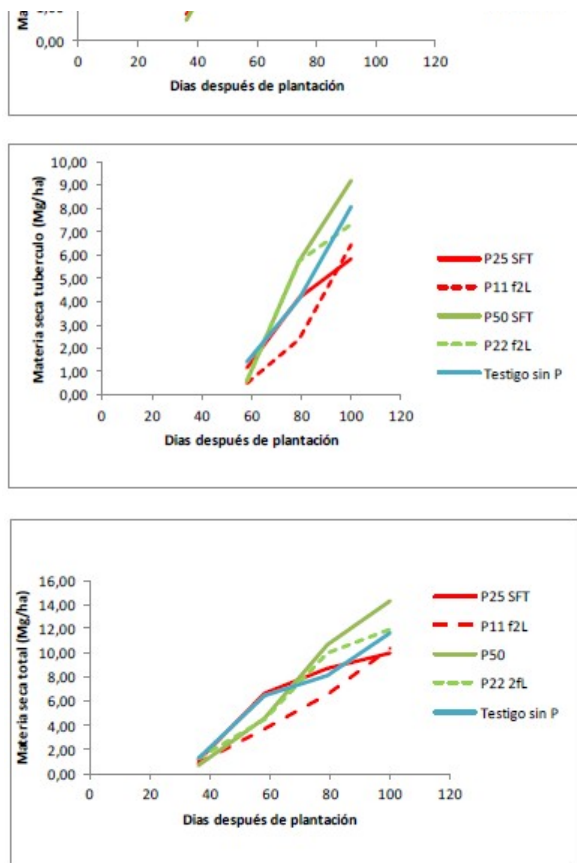 0,00
0 20 40 60 80 100 120
Dias después de plantación
10,00
9,00
8,00
7,00
6,00
5,00
4,00
3,00
2,00
1,00
0,00
Materia seca tuberculo (Mg/ha)
0 20 40 60 80 100 120
Dias después de plantación
P25 SFT
P11 f2L
P50 SFT
P22 f2L
Testigo sin P
16,00
14,00
12,00
10,00
8,00
6,00
4,00
2,00
0,00
Materia seca total (Mg/ha)
0 20 40 60 80 100 120
Dias después de plantación
P25 SFT
P11 f2L
P50
P22 2fL
Testigo sin P